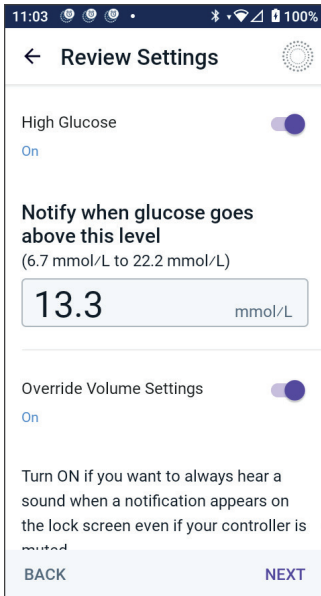 11:03 100%
Review Settings
High Glucose
On
Notify when glucose goes
above this level
(6.7 mmol/L to 22.2 mmol/L)
13.3 mmol/L
Override Volume Settings
On
Turn ON if you want to always hear a
sound when a notification appears on
the lock screen even if your controller is
muted
BACK NEXT